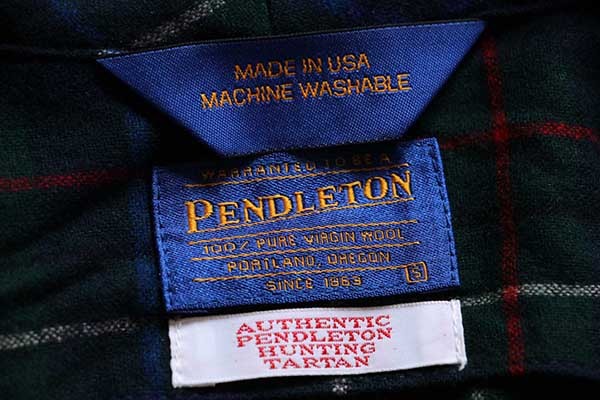 MADE IN USA
MACHINE WASHABLE
WARRANTED TO BE A
PENDLETON
100% PURE VIRGIN WOOL
PORTLAND, OREGON
SINCE 1863
S
AUTHENTIC
PENDLETON
HUNTING
TARTAN